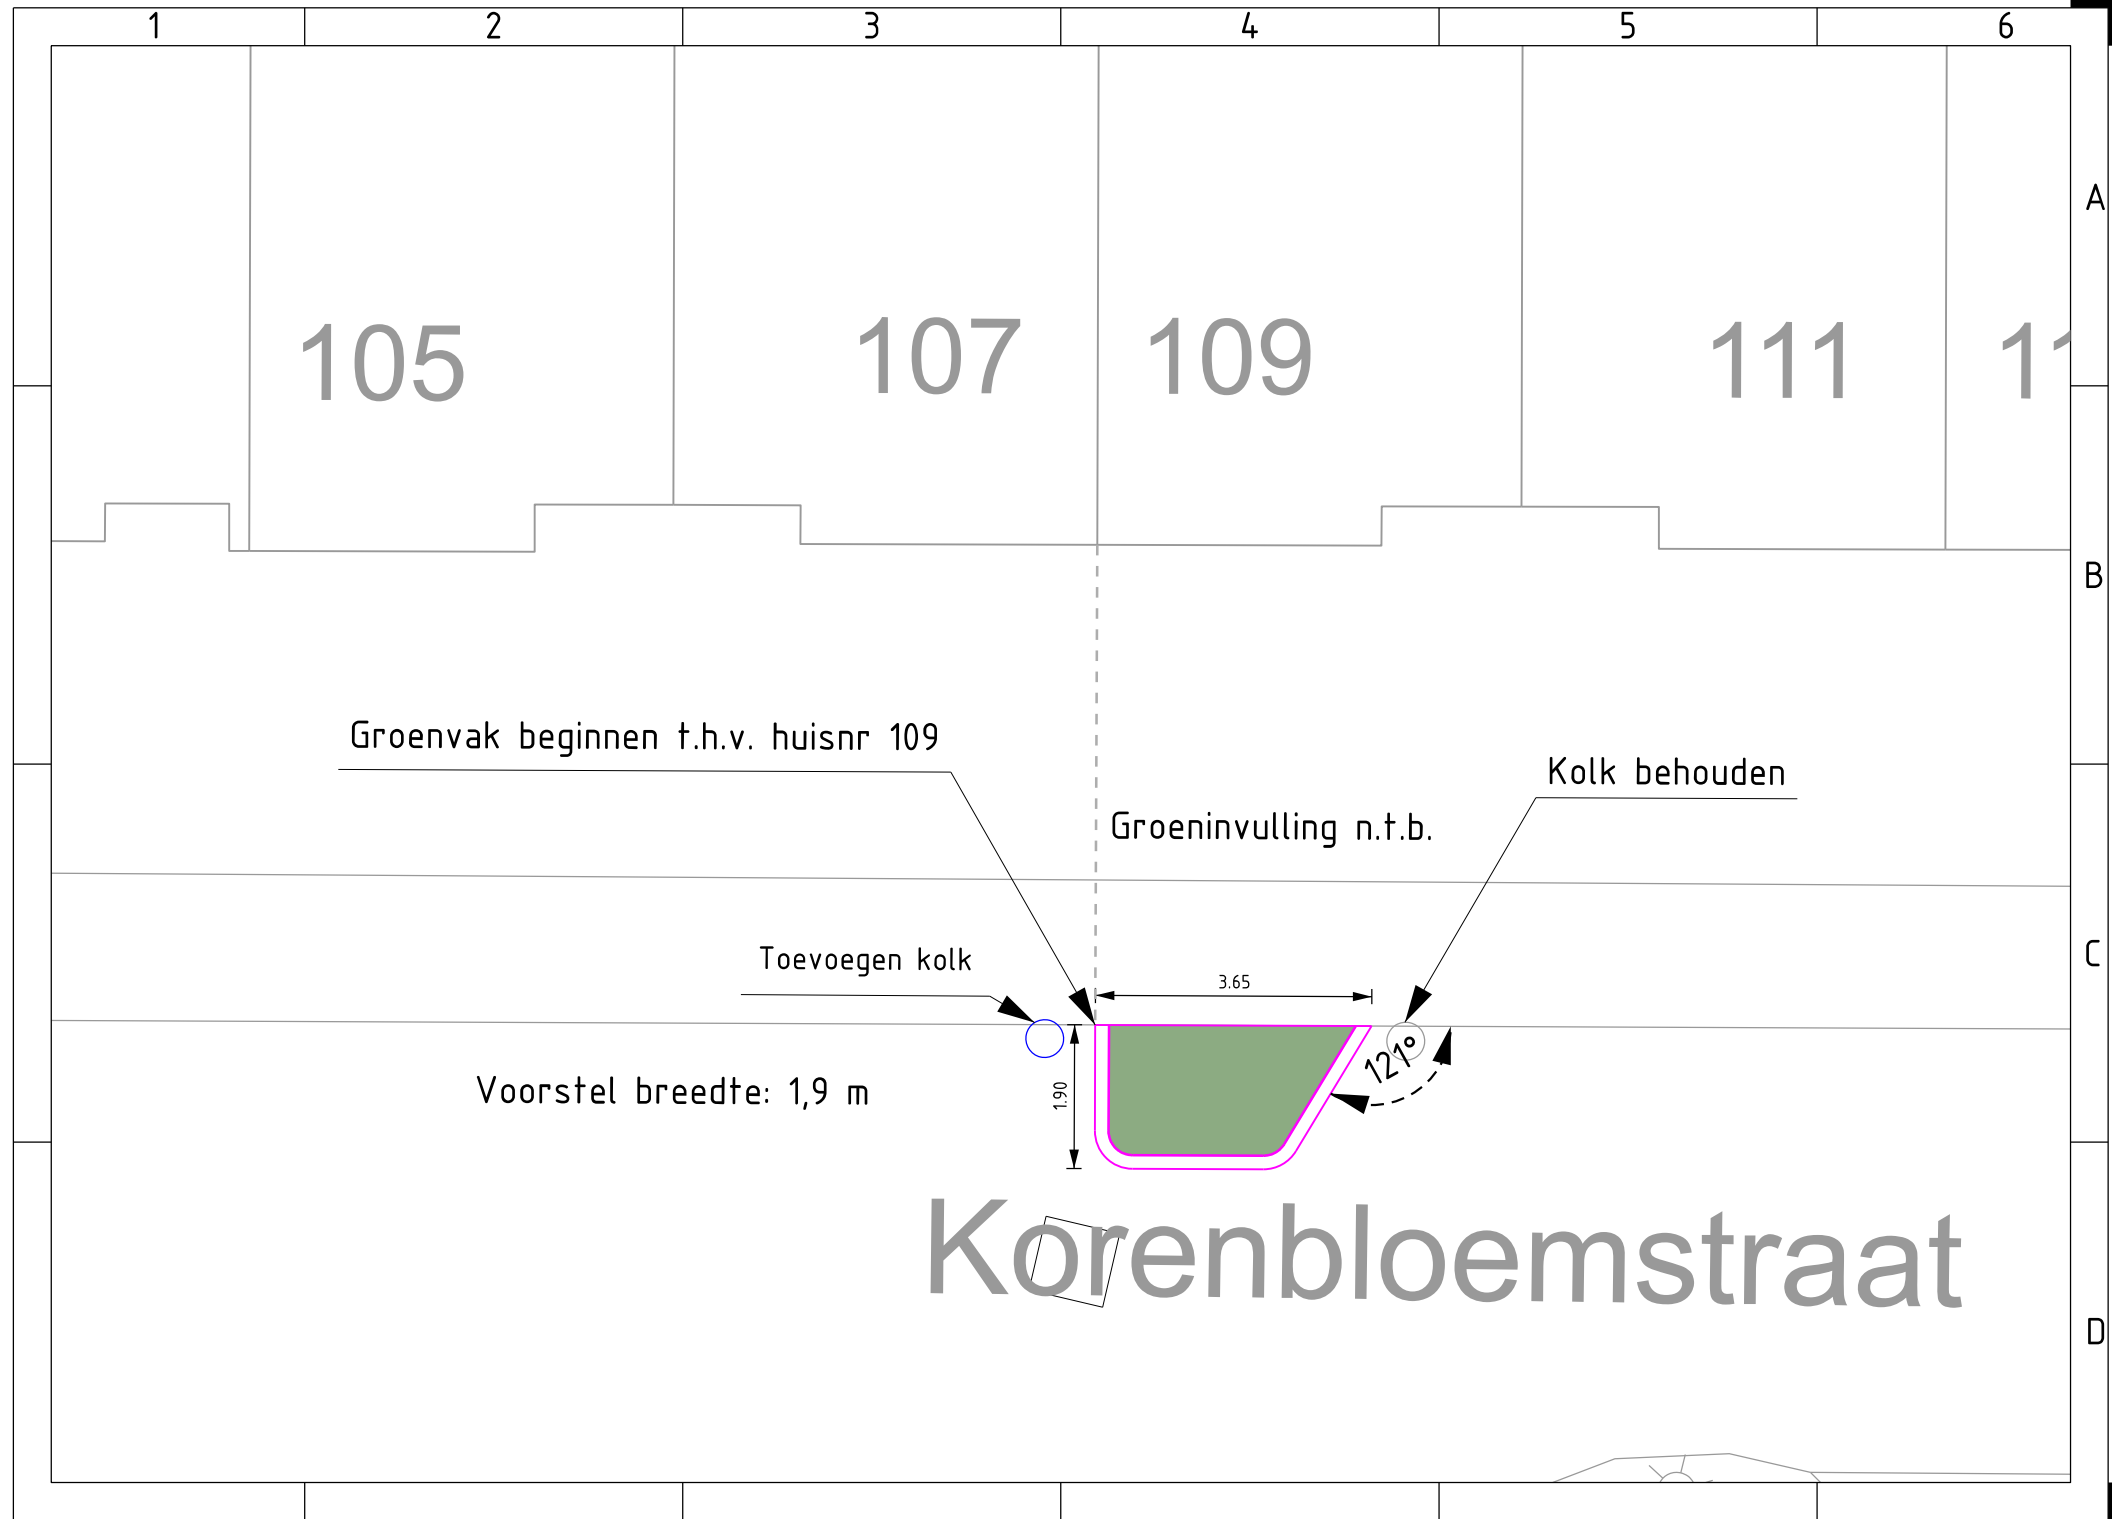 1 2 3 4 5 6
A
105 107 109 111 11
B
Groenvak beginnen t.h.v. huisnr 109
Kolk behouden
Groeninvulling n.t.b.
C
Toevoegen kolk
3.65
121°
1.90
Voorstel breedte: 1,9 m
Korenbloemstraat
D